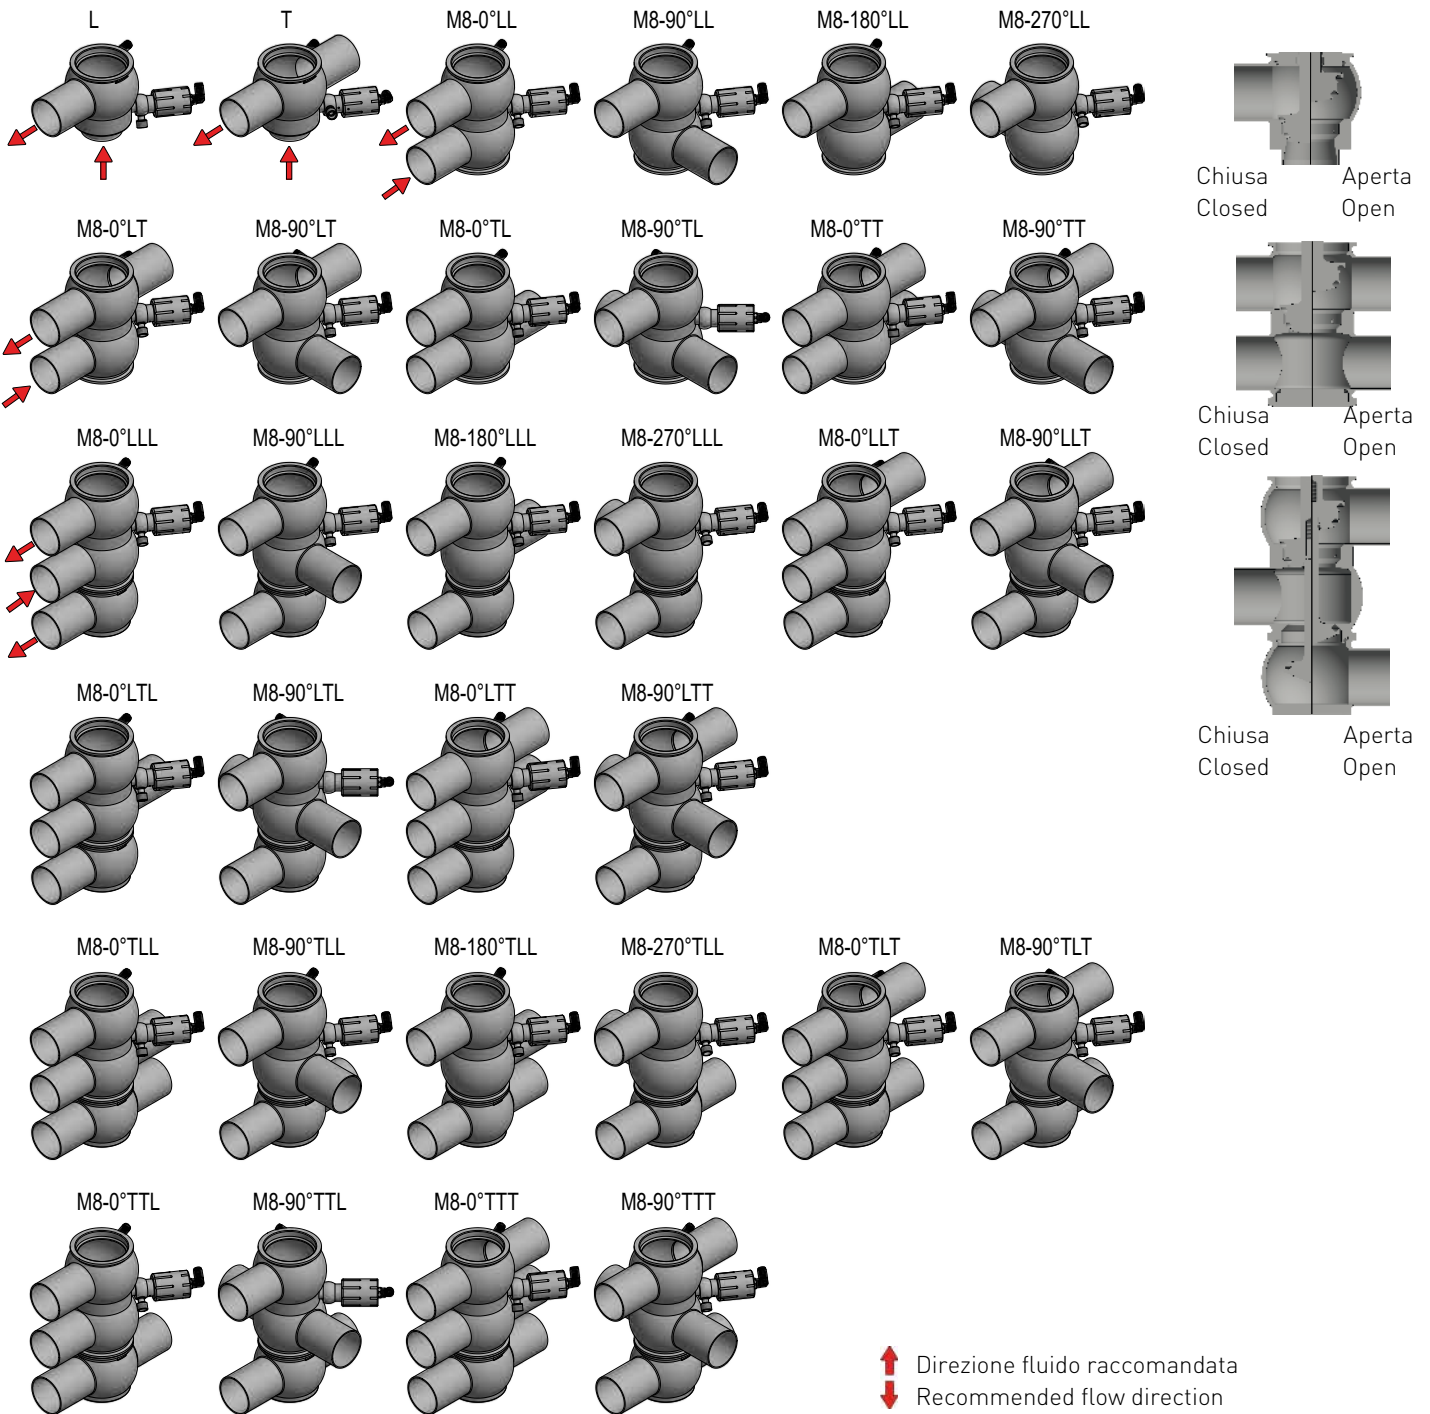 L T M8-0°LL M8-90°LL M8-180°LL M8-270°LL
Chiusa Aperta
Closed Open
M8-0°LT M8-90°LT M8-0°TL M8-90°TL M8-0°TT M8-90°TT
Chiusa Aperta
Closed Open
M8-0°LLL M8-90°LLL M8-180°LLL M8-270°LLL M8-0°LLT M8-90°LLT
M8-0°LTL M8-90°LTL M8-0°LTT M8-90°LTT
Chiusa Aperta
Closed Open
M8-0°TLL M8-90°TLL M8-180°TLL M8-270°TLL M8-0°TLT M8-90°TLT
M8-0°TTL M8-90°TTL M8-0°TTT M8-90°TTT
Direzione fluido raccomandata
Recommended flow direction